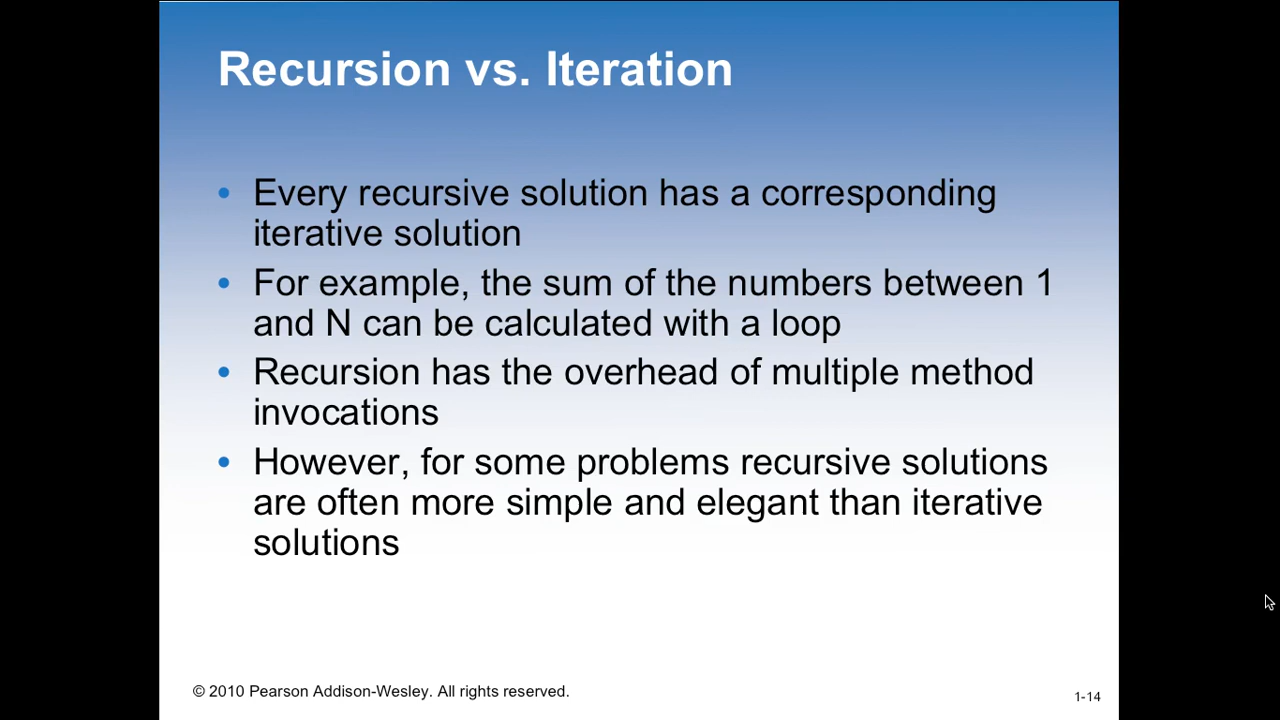 Recursion vs. Iteration
• Every recursive solution has a corresponding
iterative solution
• For example, the sum of the numbers between 1
and N can be calculated with a loop
• Recursion has the overhead of multiple method
invocations
• However, for some problems recursive solutions
are often more simple and elegant than iterative
solutions
© 2010 Pearson Addison-Wesley. All rights reserved.
1-14